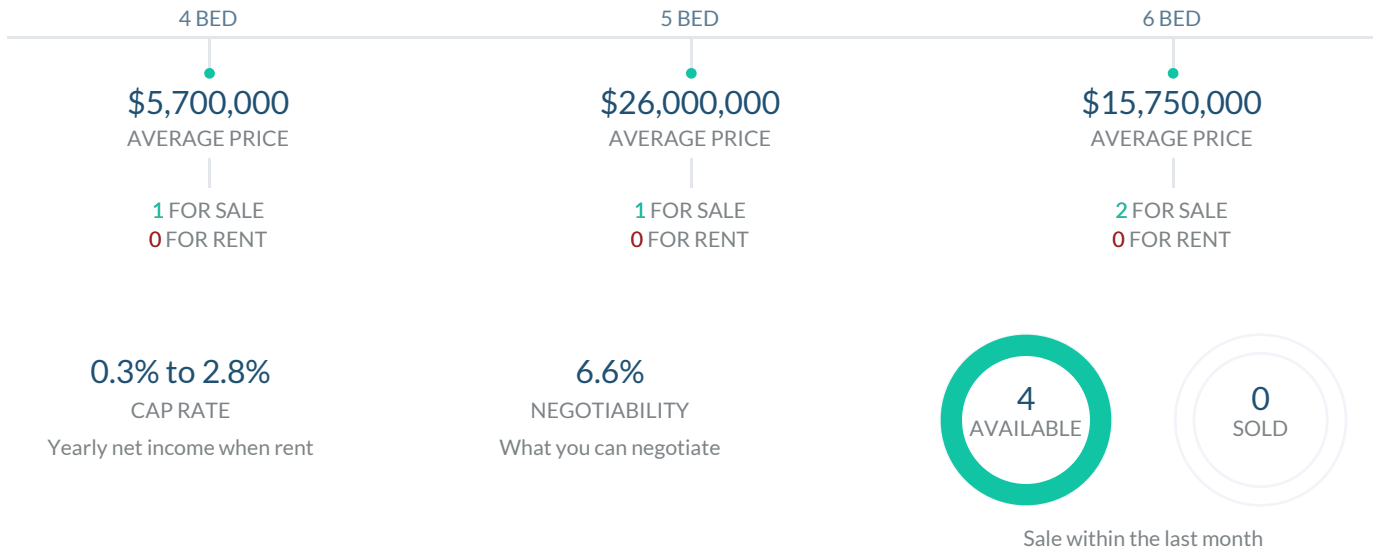 4 BED
5 BED
6 BED
$5,700,000
AVERAGE PRICE
1 FOR SALE
0 FOR RENT
$26,000,000
AVERAGE PRICE
1 FOR SALE
0 FOR RENT
$15,750,000
AVERAGE PRICE
2 FOR SALE
0 FOR RENT
0.3% to 2.8%
CAP RATE
Yearly net income when rent
6.6%
NEGOTIABILITY
What you can negotiate
4
AVAILABLE
0
SOLD
Sale within the last month